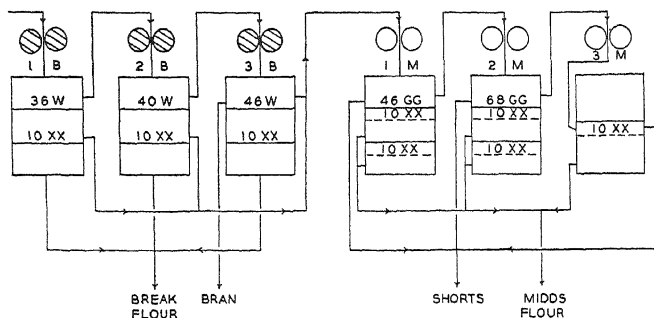 1 B 2 B 3 B 1 M 2 M 3 M
36 W 40 W 46 W 46 GG 68 GG
10 XX 10 XX
10 XX 10 XX 10 XX 10 XX
10 XX 10 XX
BREAK FLOUR BRAN SHORTS MIDDS FLOUR